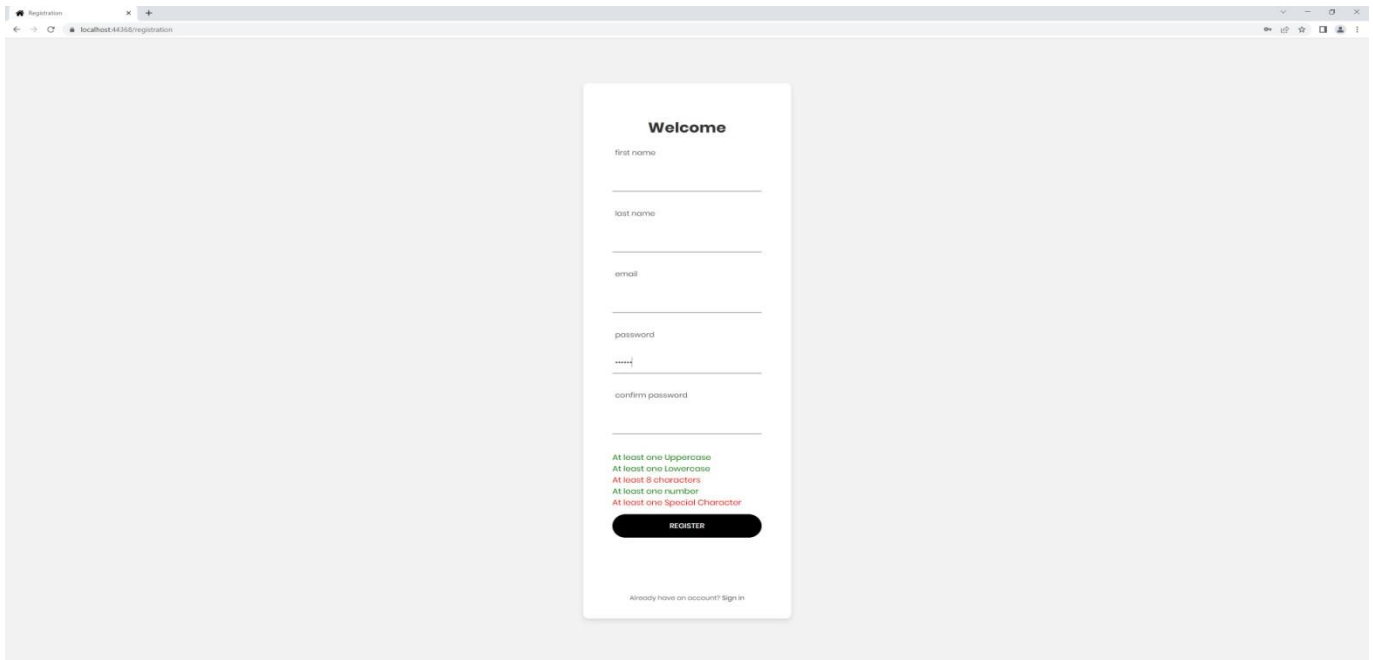 Registration
localhost:44368/registration
Welcome
first name
last name
email
password
••••••
confirm password
At least one Uppercase
At least one Lowercase
At least 8 characters
At least one number
At least one Special Character
REGISTER
Already have an account? Sign in